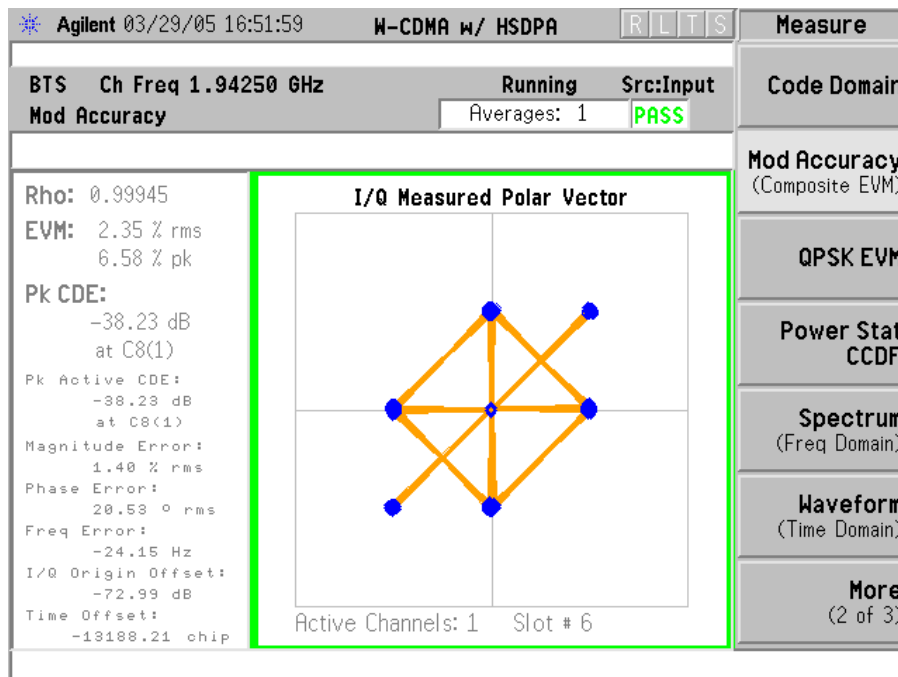 Agilent 03/29/05 16:51:59 W-CDMA w/ HSDPA R L T S
Measure
BTS Ch Freq 1.94250 GHz Running Src:Input
Mod Accuracy Averages: 1 PASS
Code Domain
Mod Accuracy
(Composite EVM)
QPSK EVM
Power Stat
CCDF
Spectrum
(Freq Domain)
Waveform
(Time Domain)
More
(2 of 3)
Rho: 0.99945
EVM: 2.35 % rms
6.58 % pk
Pk CDE:
-38.23 dB
at C8(1)
Pk Active CDE:
-38.23 dB
at C8(1)
Magnitude Error:
1.40 % rms
Phase Error:
20.53 º rms
Freq Error:
-24.15 Hz
I/Q Origin Offset:
-72.99 dB
Time Offset:
-13188.21 chip
I/Q Measured Polar Vector
Active Channels: 1 Slot # 6